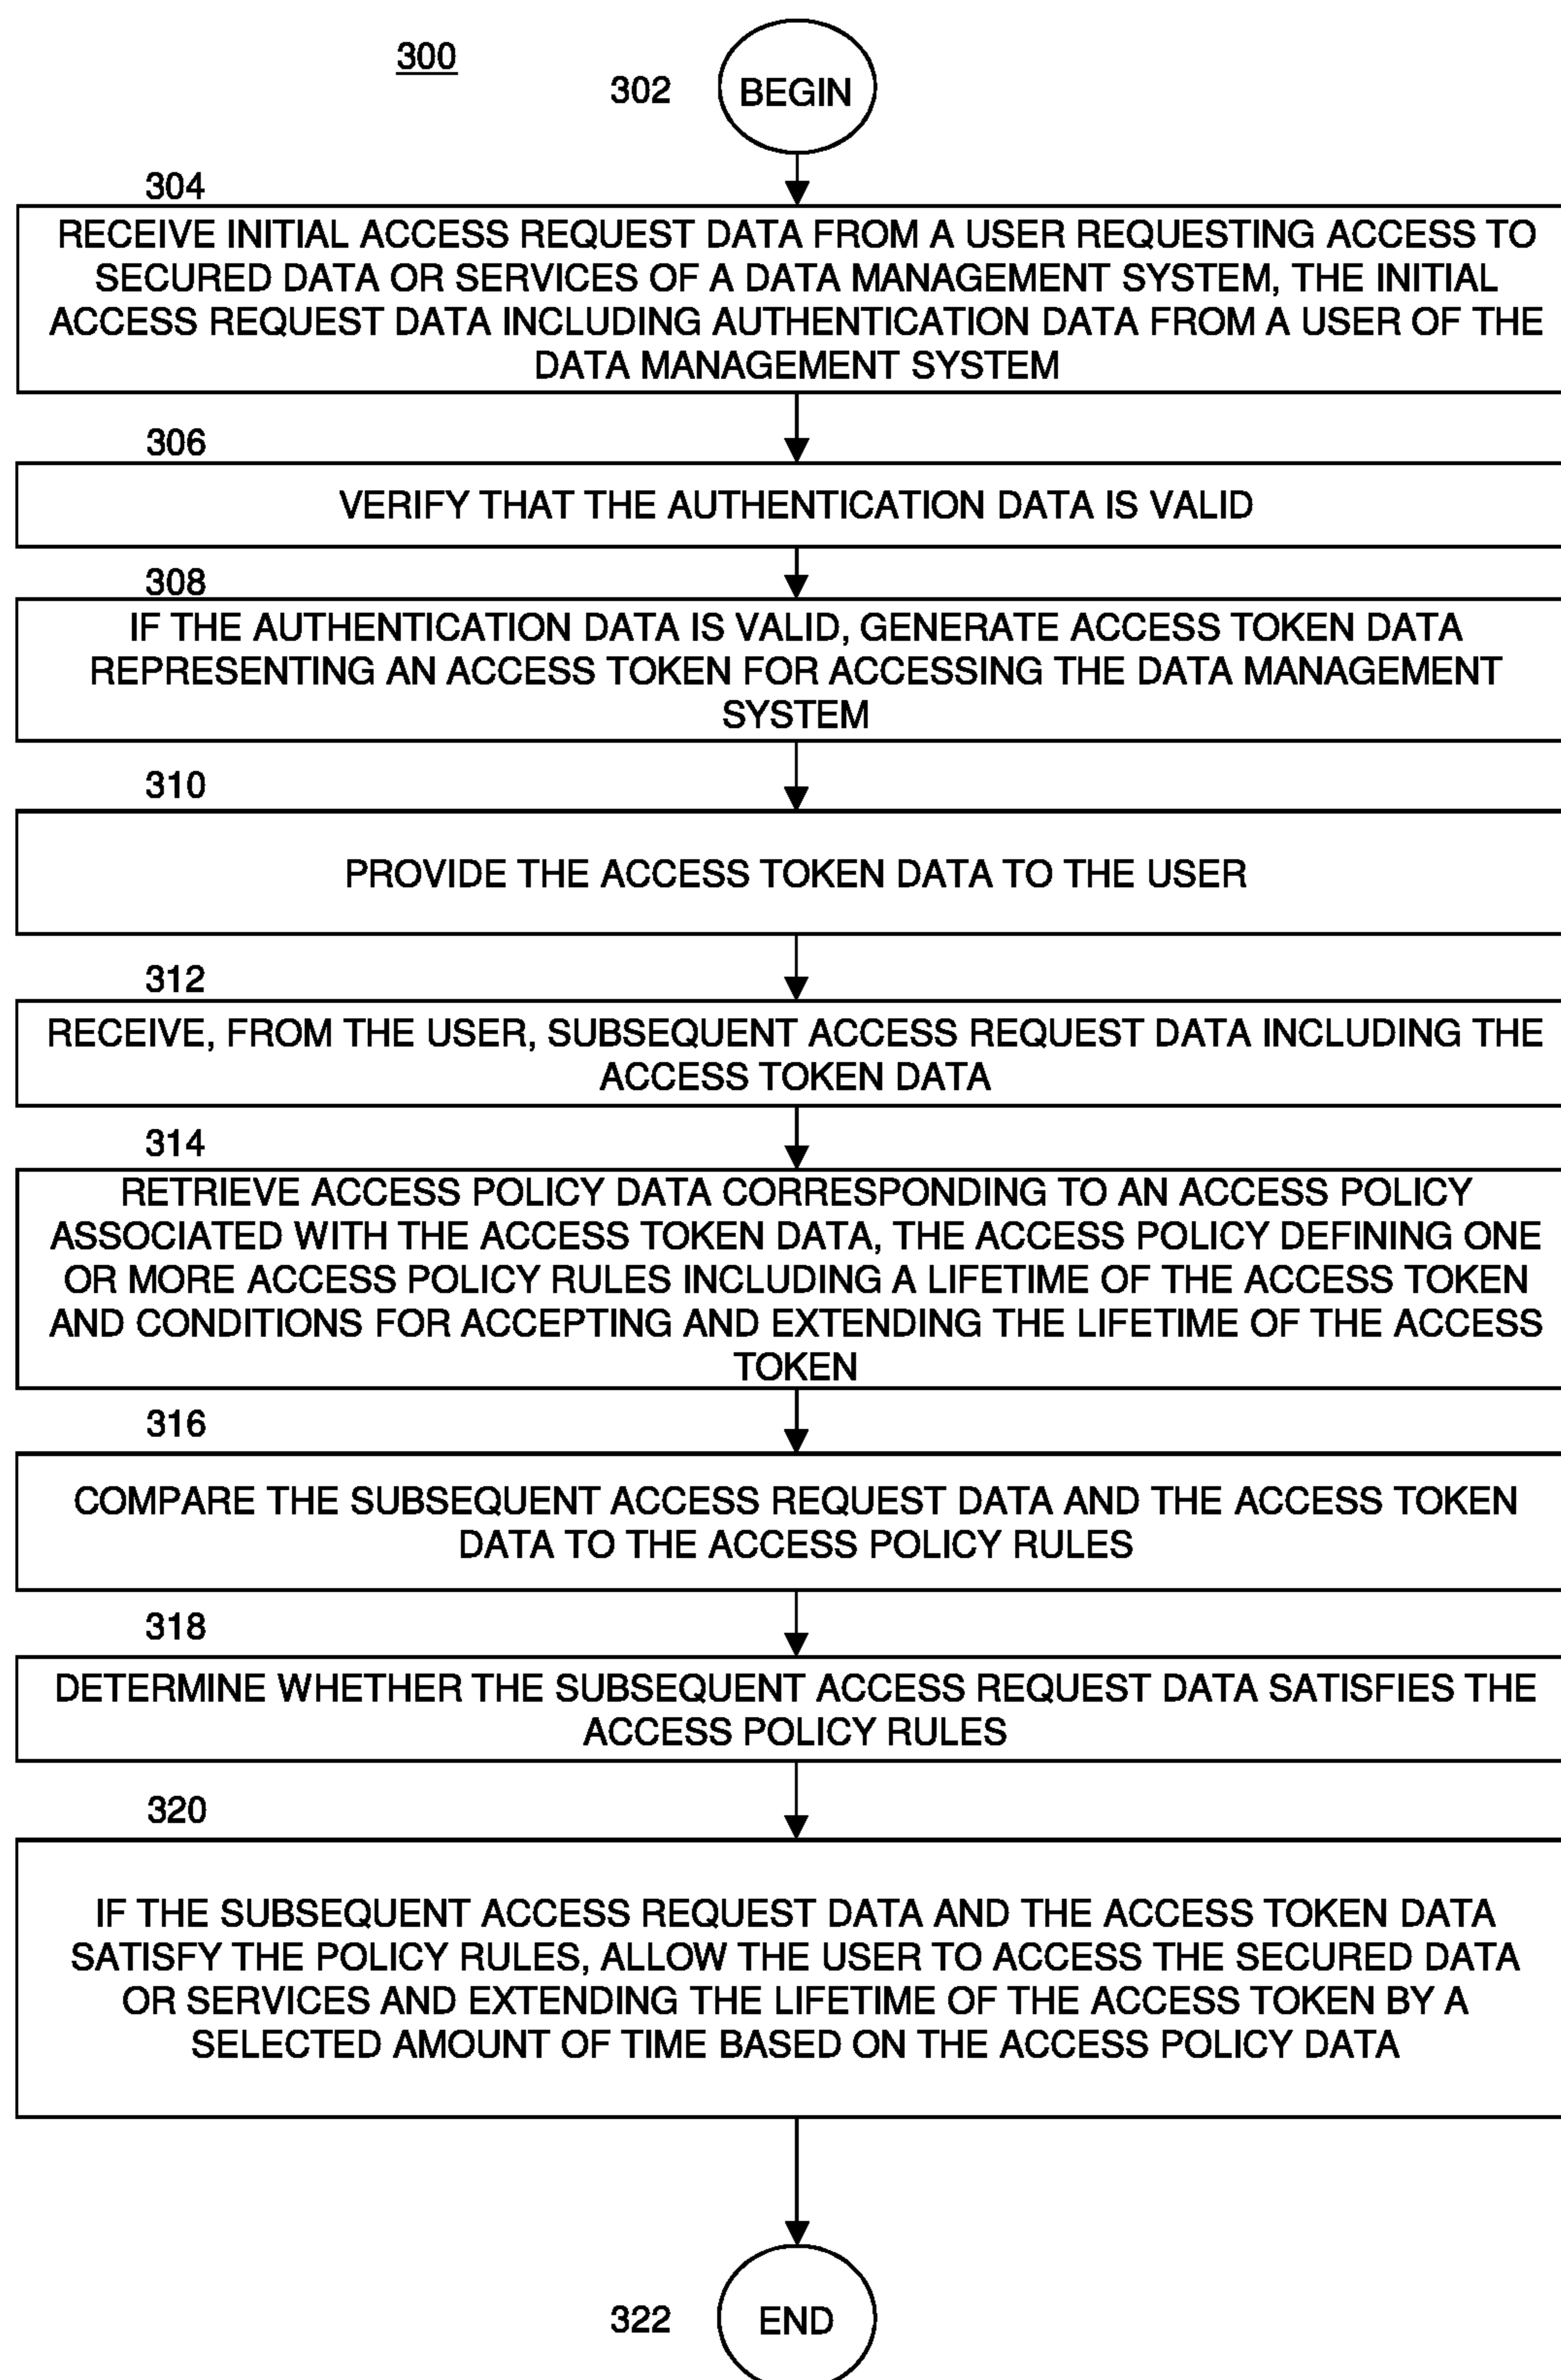 300
302
BEGIN
304
RECEIVE INITIAL ACCESS REQUEST DATA FROM A USER REQUESTING ACCESS TO
SECURED DATA OR SERVICES OF A DATA MANAGEMENT SYSTEM, THE INITIAL
ACCESS REQUEST DATA INCLUDING AUTHENTICATION DATA FROM A USER OF THE
DATA MANAGEMENT SYSTEM
306
VERIFY THAT THE AUTHENTICATION DATA IS VALID
308
IF THE AUTHENTICATION DATA IS VALID, GENERATE ACCESS TOKEN DATA
REPRESENTING AN ACCESS TOKEN FOR ACCESSING THE DATA MANAGEMENT
SYSTEM
310
PROVIDE THE ACCESS TOKEN DATA TO THE USER
312
RECEIVE, FROM THE USER, SUBSEQUENT ACCESS REQUEST DATA INCLUDING THE
ACCESS TOKEN DATA
314
RETRIEVE ACCESS POLICY DATA CORRESPONDING TO AN ACCESS POLICY
ASSOCIATED WITH THE ACCESS TOKEN DATA, THE ACCESS POLICY DEFINING ONE
OR MORE ACCESS POLICY RULES INCLUDING A LIFETIME OF THE ACCESS TOKEN
AND CONDITIONS FOR ACCEPTING AND EXTENDING THE LIFETIME OF THE ACCESS
TOKEN
316
COMPARE THE SUBSEQUENT ACCESS REQUEST DATA AND THE ACCESS TOKEN
DATA TO THE ACCESS POLICY RULES
318
DETERMINE WHETHER THE SUBSEQUENT ACCESS REQUEST DATA SATISFIES THE
ACCESS POLICY RULES
320
IF THE SUBSEQUENT ACCESS REQUEST DATA AND THE ACCESS TOKEN DATA
SATISFY THE POLICY RULES, ALLOW THE USER TO ACCESS THE SECURED DATA
OR SERVICES AND EXTENDING THE LIFETIME OF THE ACCESS TOKEN BY A
SELECTED AMOUNT OF TIME BASED ON THE ACCESS POLICY DATA
322
END